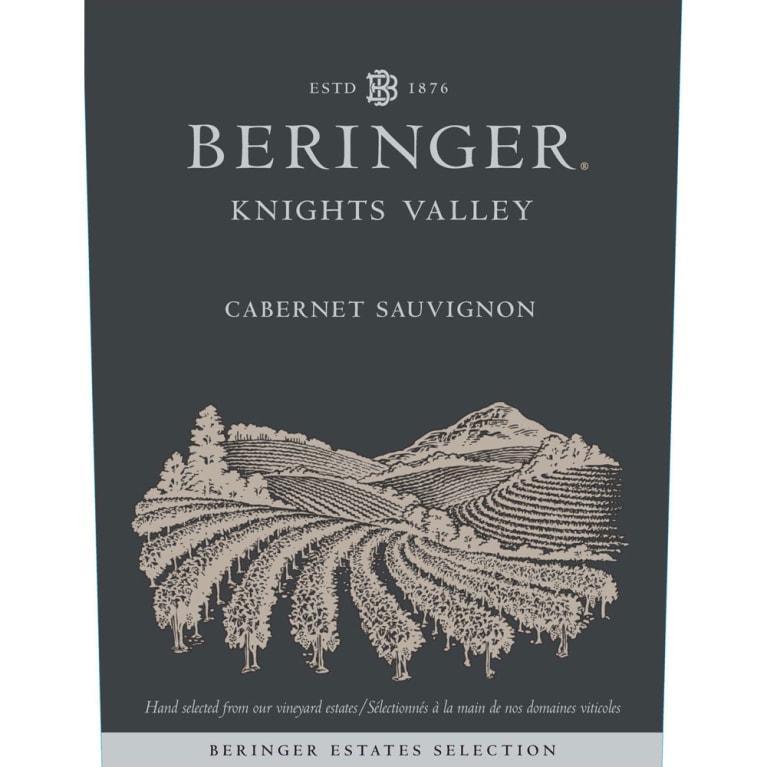 ESTD BB 1876
BERINGER®
KNIGHTS VALLEY
CABERNET SAUVIGNON
Hand selected from our vineyard estates/Sélectionnés à la main de nos domaines viticoles
BERINGER ESTATES SELECTION